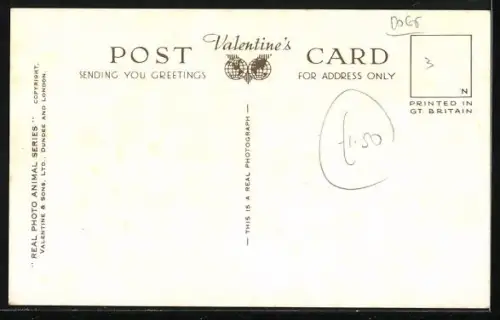 DOGS
POST Valentine's CARD
SENDING YOU GREETINGS FOR ADDRESS ONLY
3
N
PRINTED IN
GT BRITAIN
£1.50
— THIS IS A REAL PHOTOGRAPH —
"REAL PHOTO ANIMAL SERIES" COPYRIGHT,
VALENTINE & SONS, LTD., DUNDEE AND LONDON.